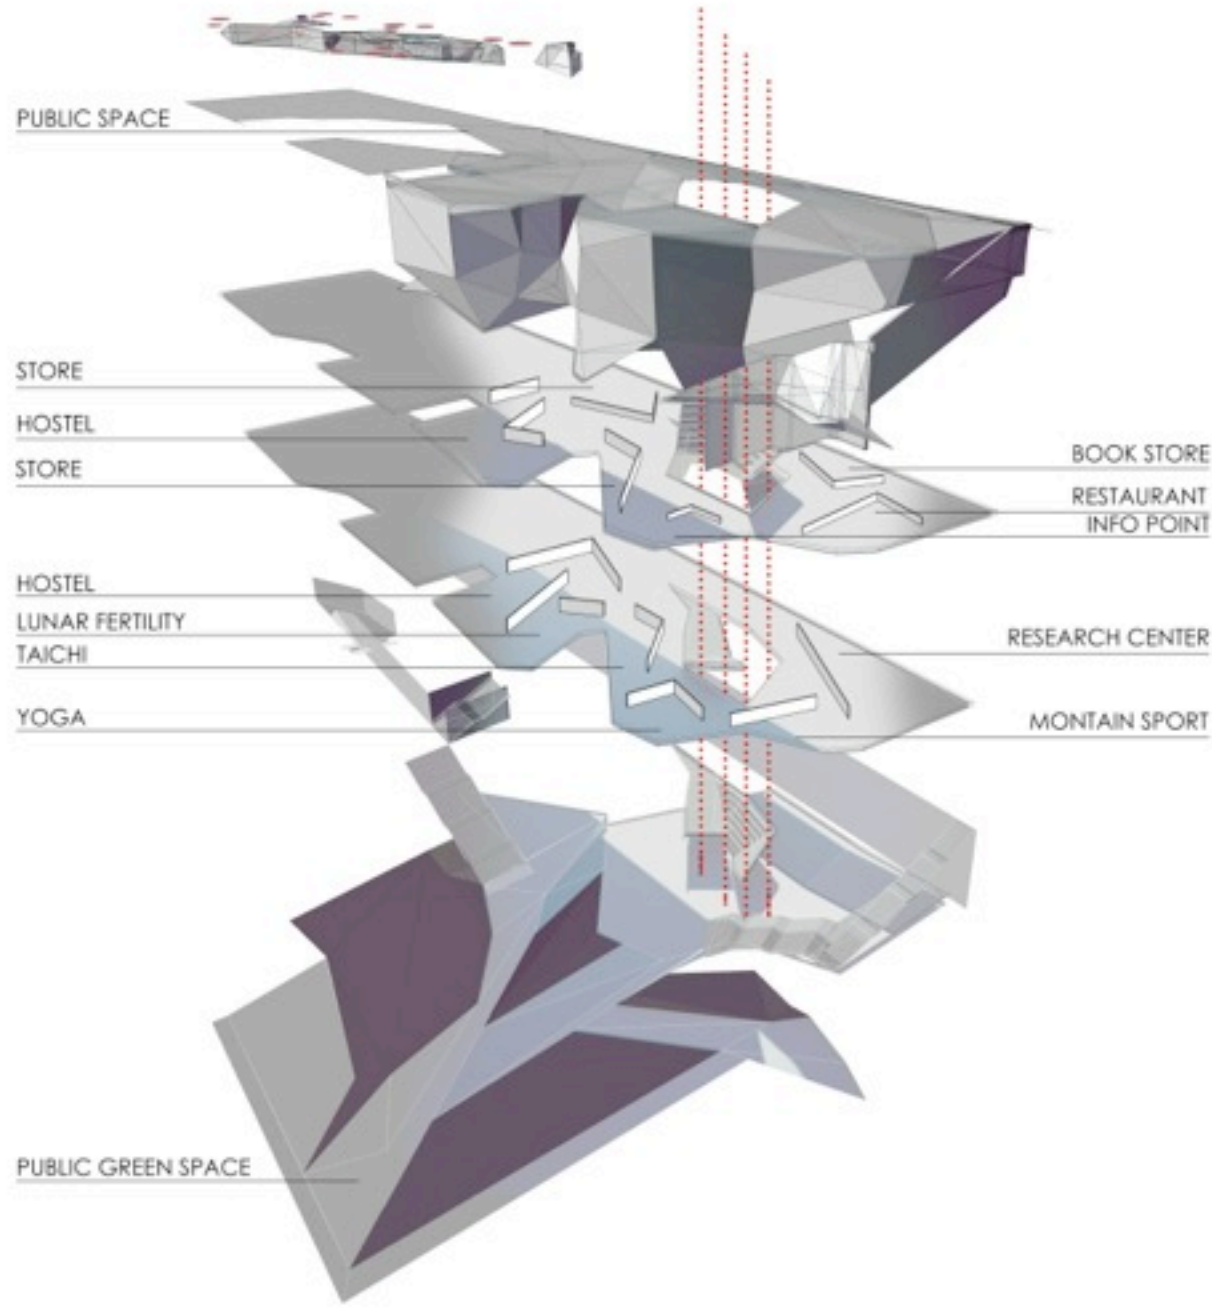 PUBLIC SPACE
STORE
HOSTEL
STORE
BOOK STORE
RESTAURANT
INFO POINT
HOSTEL
LUNAR FERTILITY
TAICHI
YOGA
RESEARCH CENTER
MONTAIN SPORT
PUBLIC GREEN SPACE